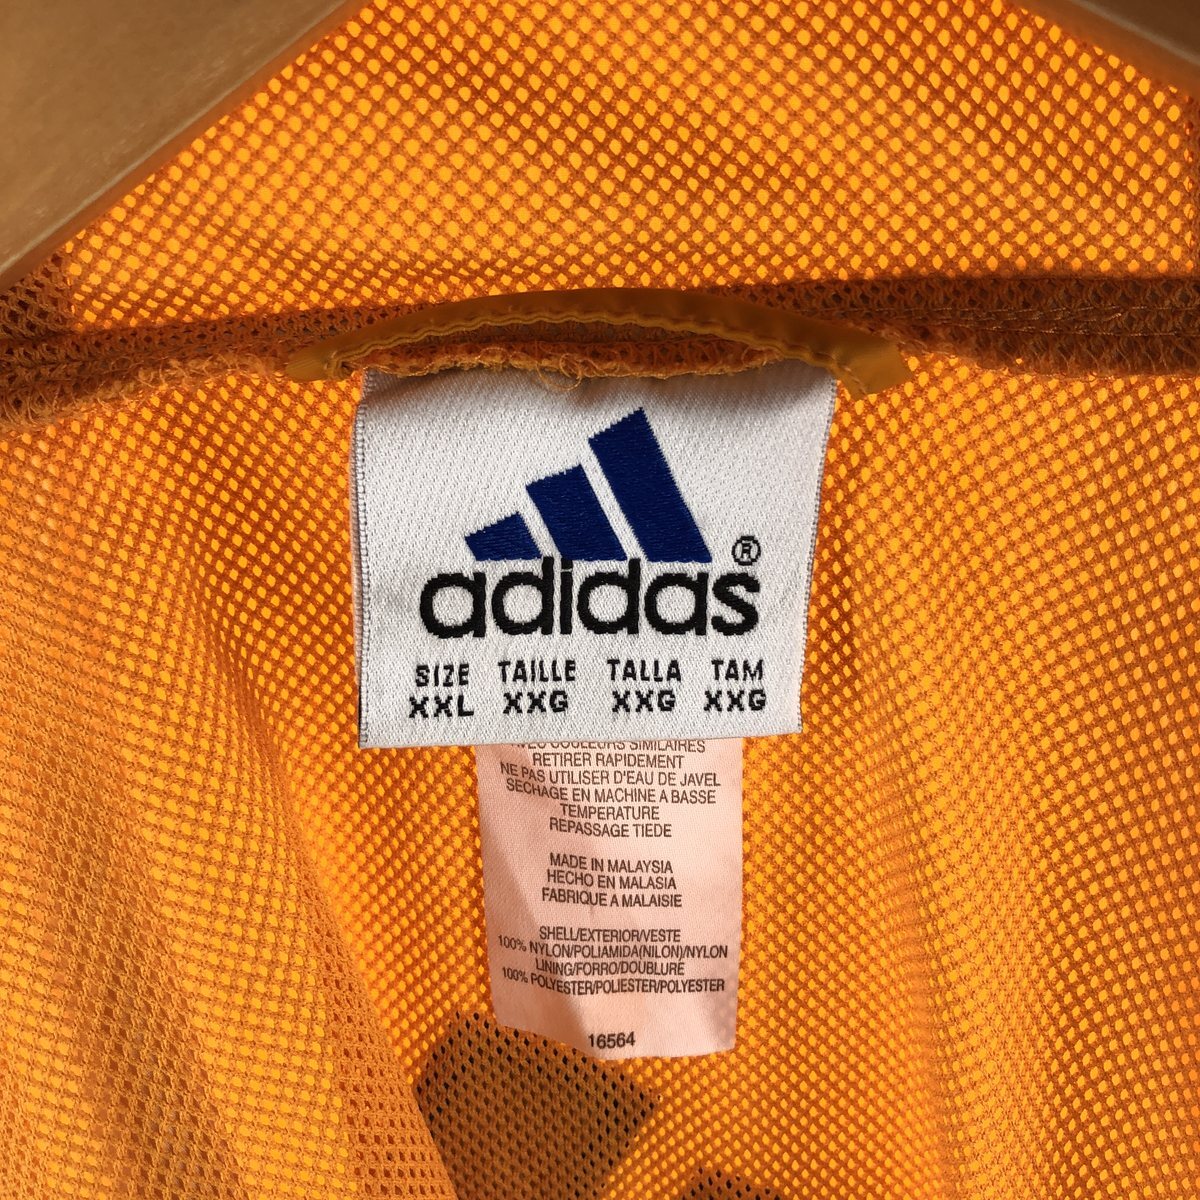 adidas®
SIZE TAILLE TALLA TAM
XXL XXG XXG XXG
COULEURS SIMILAIRES
RETIRER RAPIDEMENT
NE PAS UTILISER D'EAU DE JAVEL
SECHAGE EN MACHINE A BASSE
TEMPERATURE
REPASSAGE TIEDE
MADE IN MALAYSIA
HECHO EN MALASIA
FABRIQUE A MALAISIE
SHELL/EXTERIOR/VESTE
100% NYLON/POLIAMIDA(NILON)/NYLON
LINING/FORRO/DOUBLURE
100% POLYESTER/POLIESTER/POLYESTER
16564